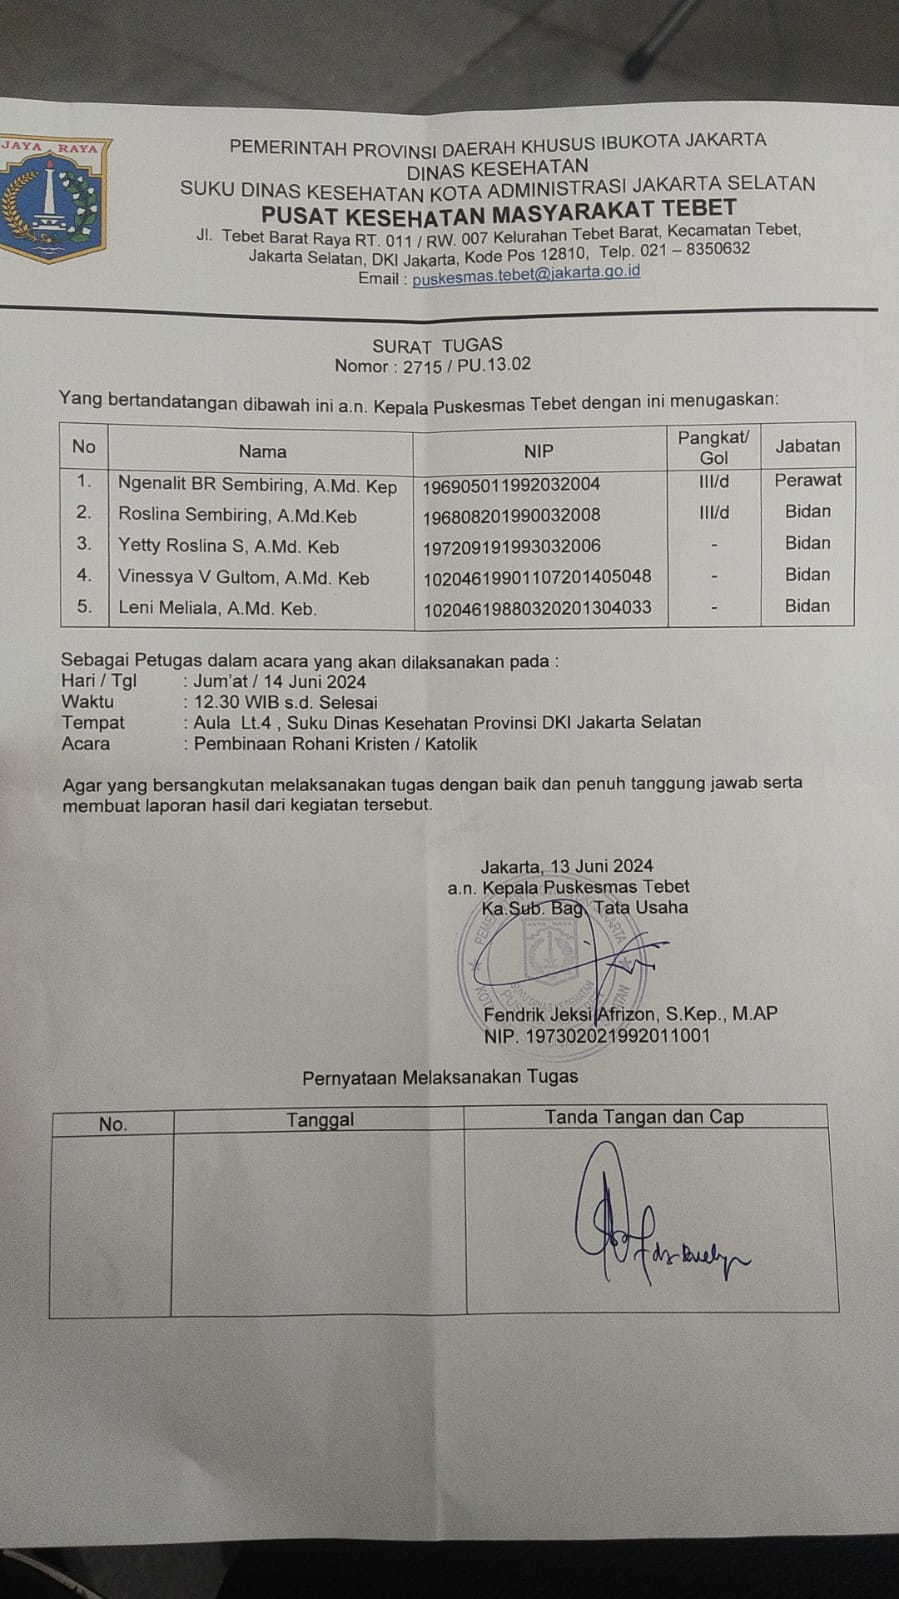 JAYA RAYA
PEMERINTAH PROVINSI DAERAH KHUSUS IBUKOTA JAKARTA
DINAS KESEHATAN
SUKU DINAS KESEHATAN KOTA ADMINISTRASI JAKARTA SELATAN
PUSAT KESEHATAN MASYARAKAT TEBET
Jl. Tebet Barat Raya RT. 011 / RW. 007 Kelurahan Tebet Barat, Kecamatan Tebet,
Jakarta Selatan, DKI Jakarta, Kode Pos 12810, Telp. 021 – 8350632
Email : puskesmas.tebet@jakarta.go.id
SURAT TUGAS
Nomor : 2715 / PU.13.02
Yang bertandatangan dibawah ini a.n. Kepala Puskesmas Tebet dengan ini menugaskan:
No Nama NIP Pangkat/ Gol Jabatan
1. Ngenalit BR Sembiring, A.Md. Kep 196905011992032004 III/d Perawat
2. Roslina Sembiring, A.Md.Keb 196808201990032008 III/d Bidan
3. Yetty Roslina S, A.Md. Keb 197209191993032006 - Bidan
4. Vinessya V Gultom, A.Md. Keb 10204619901107201405048 - Bidan
5. Leni Meliala, A.Md. Keb. 10204619880320201304033 - Bidan
Sebagai Petugas dalam acara yang akan dilaksanakan pada :
Hari / Tgl : Jum'at / 14 Juni 2024
Waktu : 12.30 WIB s.d. Selesai
Tempat : Aula Lt.4 , Suku Dinas Kesehatan Provinsi DKI Jakarta Selatan
Acara : Pembinaan Rohani Kristen / Katolik
Agar yang bersangkutan melaksanakan tugas dengan baik dan penuh tanggung jawab serta
membuat laporan hasil dari kegiatan tersebut.
Jakarta, 13 Juni 2024
a.n. Kepala Puskesmas Tebet
Ka.Sub. Bag. Tata Usaha
Fendrik Jeksi Afrizon, S.Kep., M.AP
NIP. 197302021992011001
Pernyataan Melaksanakan Tugas
No. Tanggal Tanda Tangan dan Cap